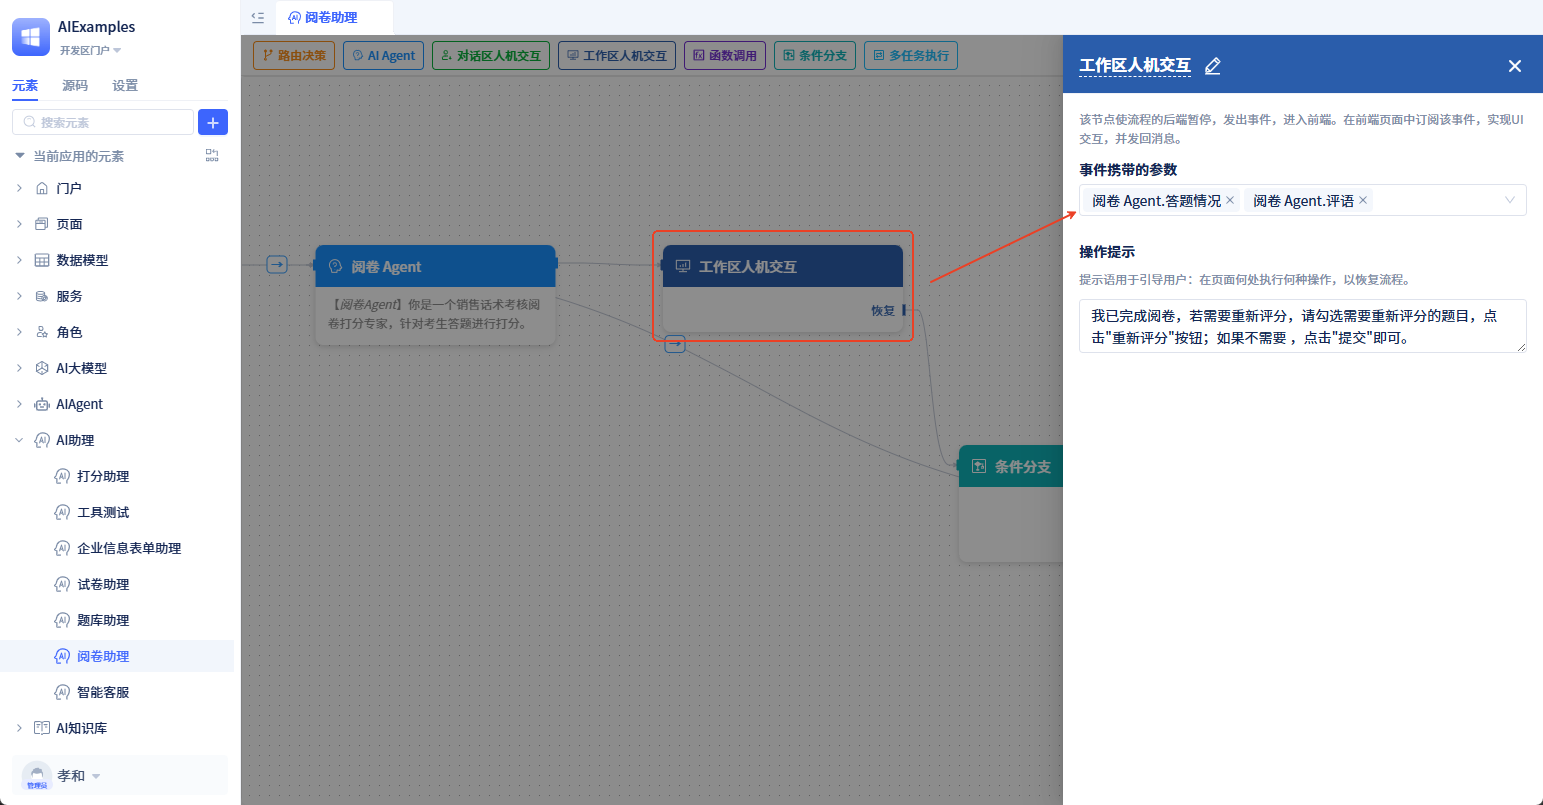 AIExamples
开发区门户
元素 源码 设置
搜索元素
当前应用的元素
门户
页面
数据模型
服务
角色
AI大模型
AIAgent
AI助理
打分助理
工具测试
企业信息表单助理
试卷助理
题库助理
阅卷助理
智能客服
AI知识库
管理员
孝和
阅卷助理
路由决策 AI Agent 对话区人机交互 工作区人机交互 函数调用 条件分支 多任务执行
阅卷 Agent
【阅卷Agent】你是一个销售话术考核阅
卷打分专家，针对考生答题进行打分。
工作区人机交互
恢复
条件分支
工作区人机交互
该节点使流程的后端暂停，发出事件，进入前端。在前端页面中订阅该事件，实现UI
交互，并发回消息。
事件携带的参数
阅卷 Agent.答题情况 阅卷 Agent.评语
操作提示
提示语用于引导用户：在页面何处执行何种操作，以恢复流程。
我已完成阅卷，若需要重新评分，请勾选需要重新评分的题目，点
击"重新评分"按钮；如果不需要 ，点击"提交"即可。